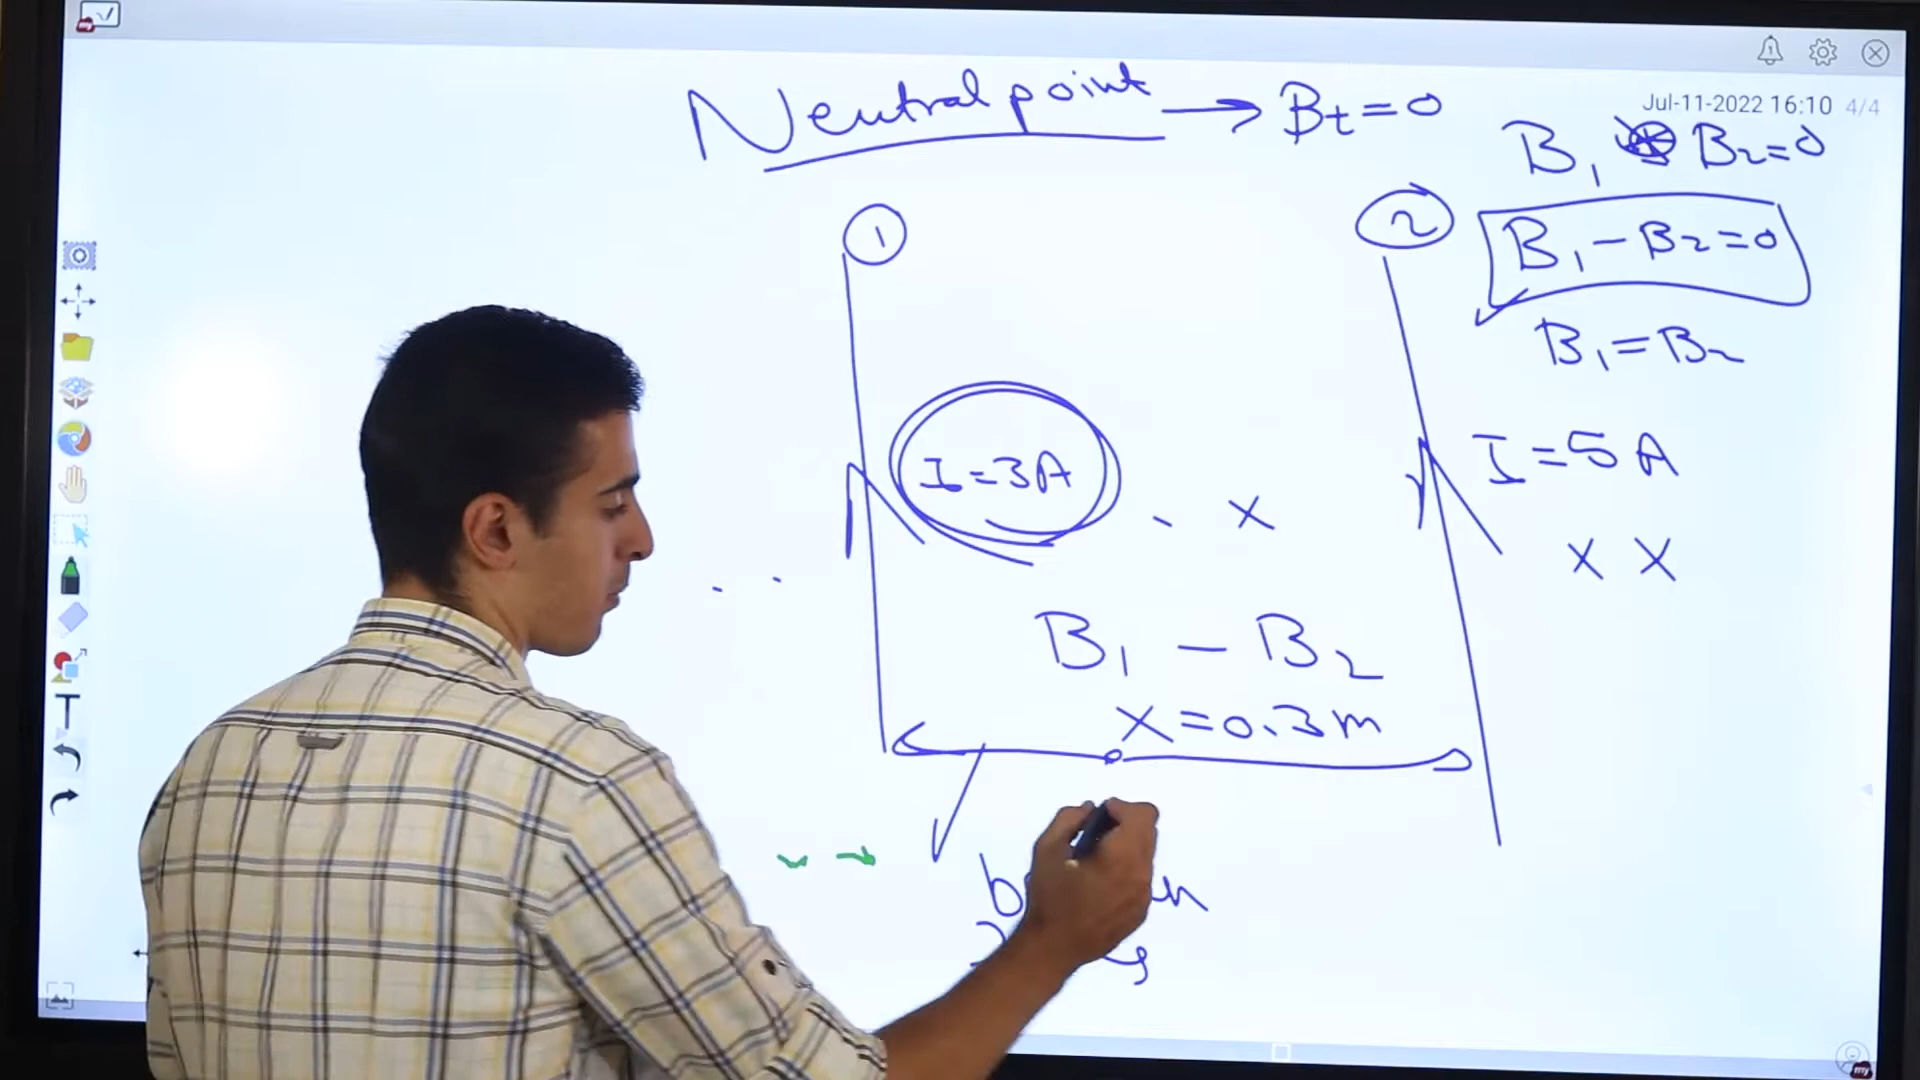 Jul-11-2022 16:10 4/4
Neutral point → Bt = 0
B1 B2 = 0
① ②
B1 - B2 = 0
B1 = B2
I = 3A
I = 5A
. x
. .
x x
B1 - B2
x = 0.3m